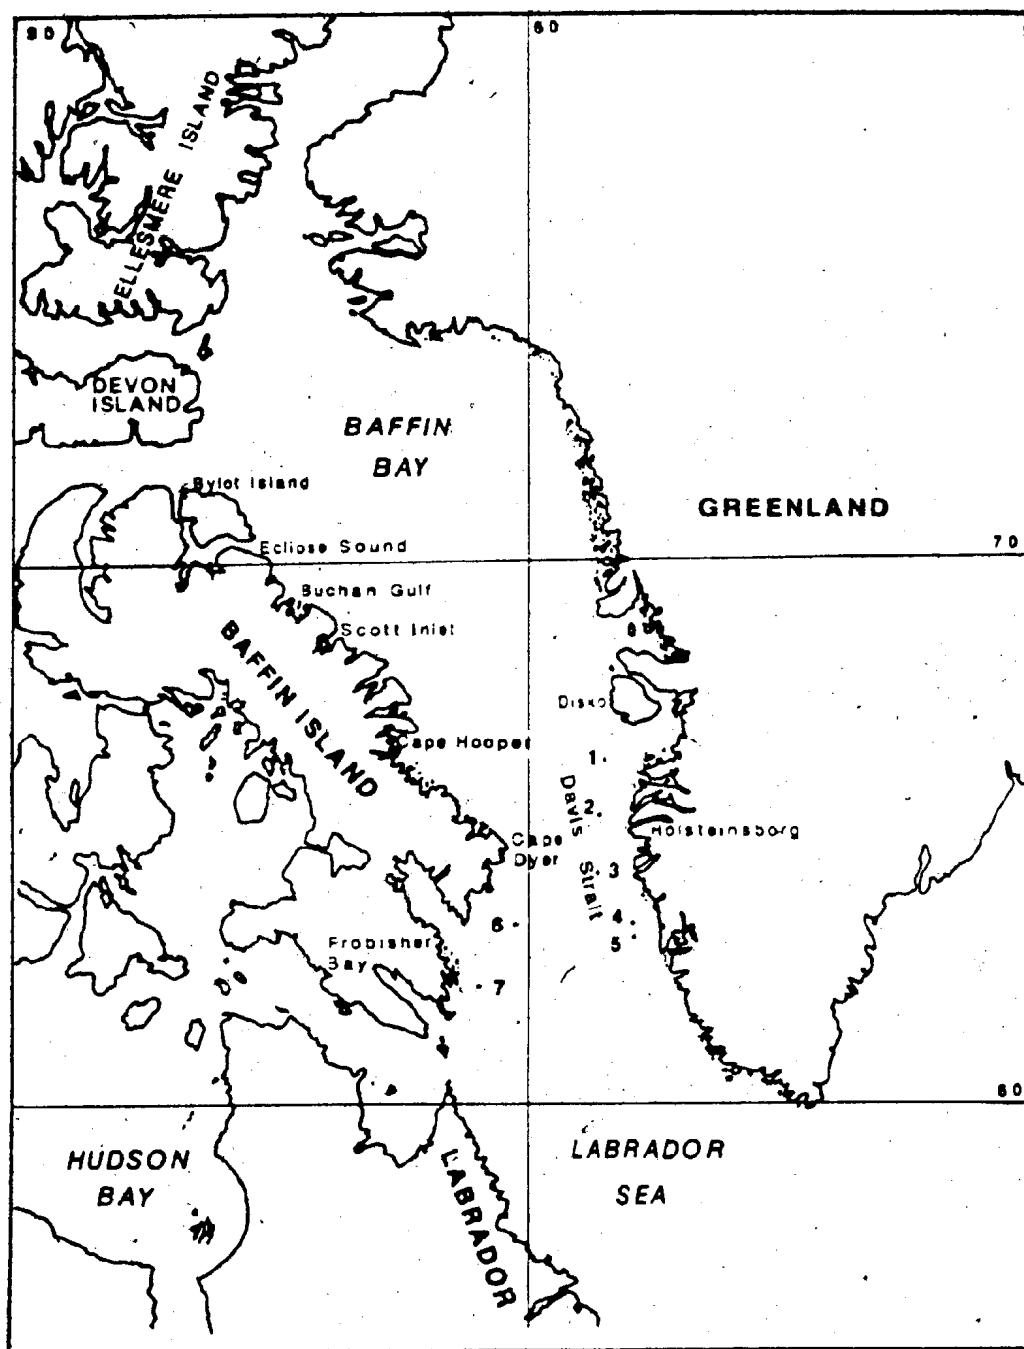 90
60
ELLESMERE ISLAND
DEVON
ISLAND
BAFFIN
BAY
Bylot Island
GREENLAND
Eclipse Sound
70
Buchan Gulf
Scott Inlet
8
BAFFIN ISLAND
Disko
Cape Hooper
1
Davis Strait
2
Holsteinsborg
Cape
Dyer
3
4
6
5
Frobisher
Bay
7
60
HUDSON
BAY
LABRADOR
SEA
LABRADOR